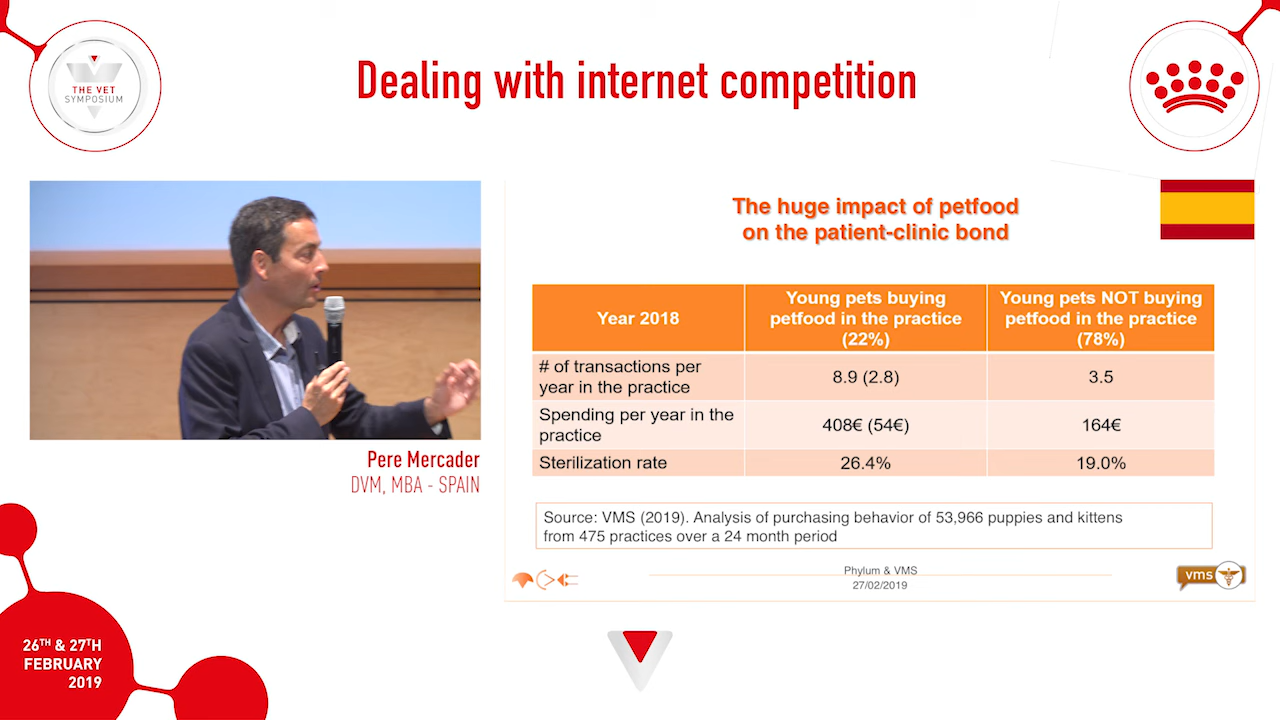 Dealing with internet competition
THE VET
SYMPOSIUM
The huge impact of petfood
on the patient-clinic bond
Year 2018
Young pets buying
petfood in the practice
(22%)
Young pets NOT buying
petfood in the practice
(78%)
# of transactions per
year in the practice
8.9 (2.8)
3.5
Spending per year in the
practice
408€ (54€)
164€
Sterilization rate
26.4%
19.0%
Source: VMS (2019). Analysis of purchasing behavior of 53,966 puppies and kittens
from 475 practices over a 24 month period
Phylum & VMS
27/02/2019
vms
Pere Mercader
DVM, MBA - SPAIN
26TH & 27TH
FEBRUARY
2019